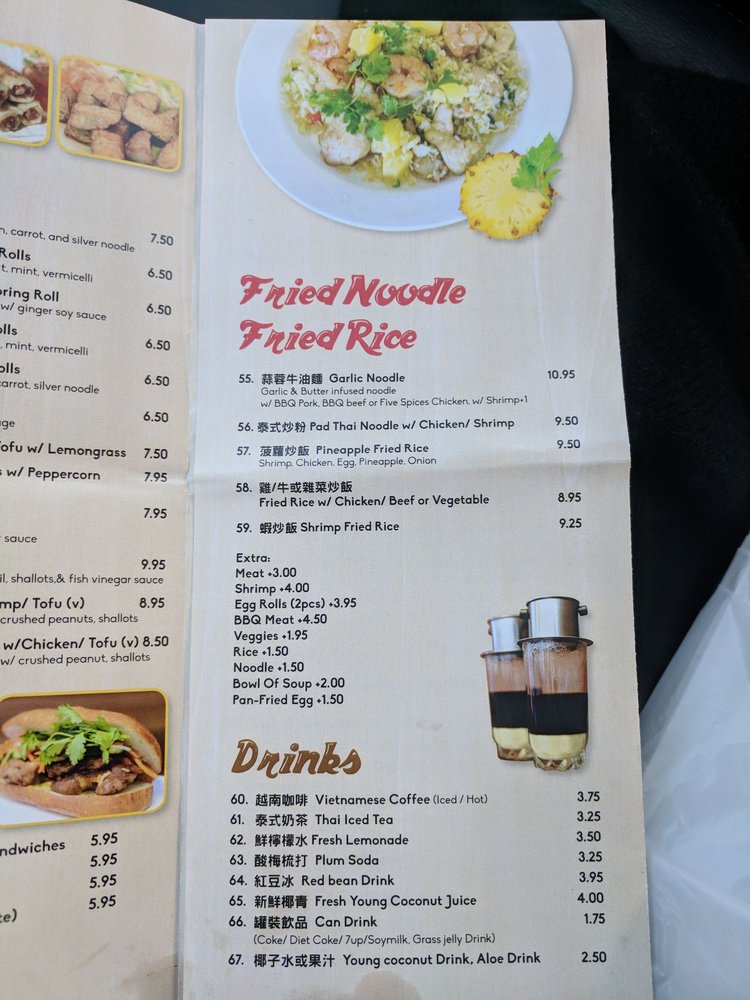 carrot, and silver noodle 7.50
Rolls
mint, vermicelli 6.50
Roll
w/ ginger soy sauce 6.50
mint, vermicelli 6.50
carrot, silver noodle 6.50
6.50
w/ Lemongrass 7.50
w/ Peppercorn 7.95
7.95
sauce
9.95
shallots,& fish vinegar sauce
Tofu (v) 8.95
crushed peanuts, shallots
w/Chicken/ Tofu (v) 8.50
w/ crushed peanut, shallots
5.95
5.95
5.95
5.95
Fried Noodle
Fried Rice
55. 蒜蓉牛油麵 Garlic Noodle 10.95
Garlic & Butter infused noodle
w/ BBQ Pork, BBQ beef or Five Spices Chicken, w/ Shrimp+1
56. 泰式炒粉 Pad Thai Noodle w/ Chicken/ Shrimp 9.50
57. 菠蘿炒飯 Pineapple Fried Rice 9.50
Shrimp, Chicken, Egg, Pineapple, Onion
58. 雞/牛或雜菜炒飯
Fried Rice w/ Chicken/ Beef or Vegetable 8.95
59. 蝦炒飯 Shrimp Fried Rice 9.25
Extra:
Meat +3.00
Shrimp +4.00
Egg Rolls (2pcs) +3.95
BBQ Meat +4.50
Veggies +1.95
Rice +1.50
Noodle +1.50
Bowl Of Soup +2.00
Pan-Fried Egg +1.50
Drinks
60. 越南咖啡 Vietnamese Coffee (Iced / Hot) 3.75
61. 泰式奶茶 Thai Iced Tea 3.25
62. 鮮檸檬水 Fresh Lemonade 3.50
63. 酸梅梳打 Plum Soda 3.25
64. 紅豆冰 Red bean Drink 3.95
65. 新鮮椰青 Fresh Young Coconut Juice 4.00
66. 罐裝飲品 Can Drink 1.75
(Coke/ Diet Coke/ 7up/Soymilk, Grass jelly Drink)
67. 椰子水或果汁 Young coconut Drink, Aloe Drink 2.50